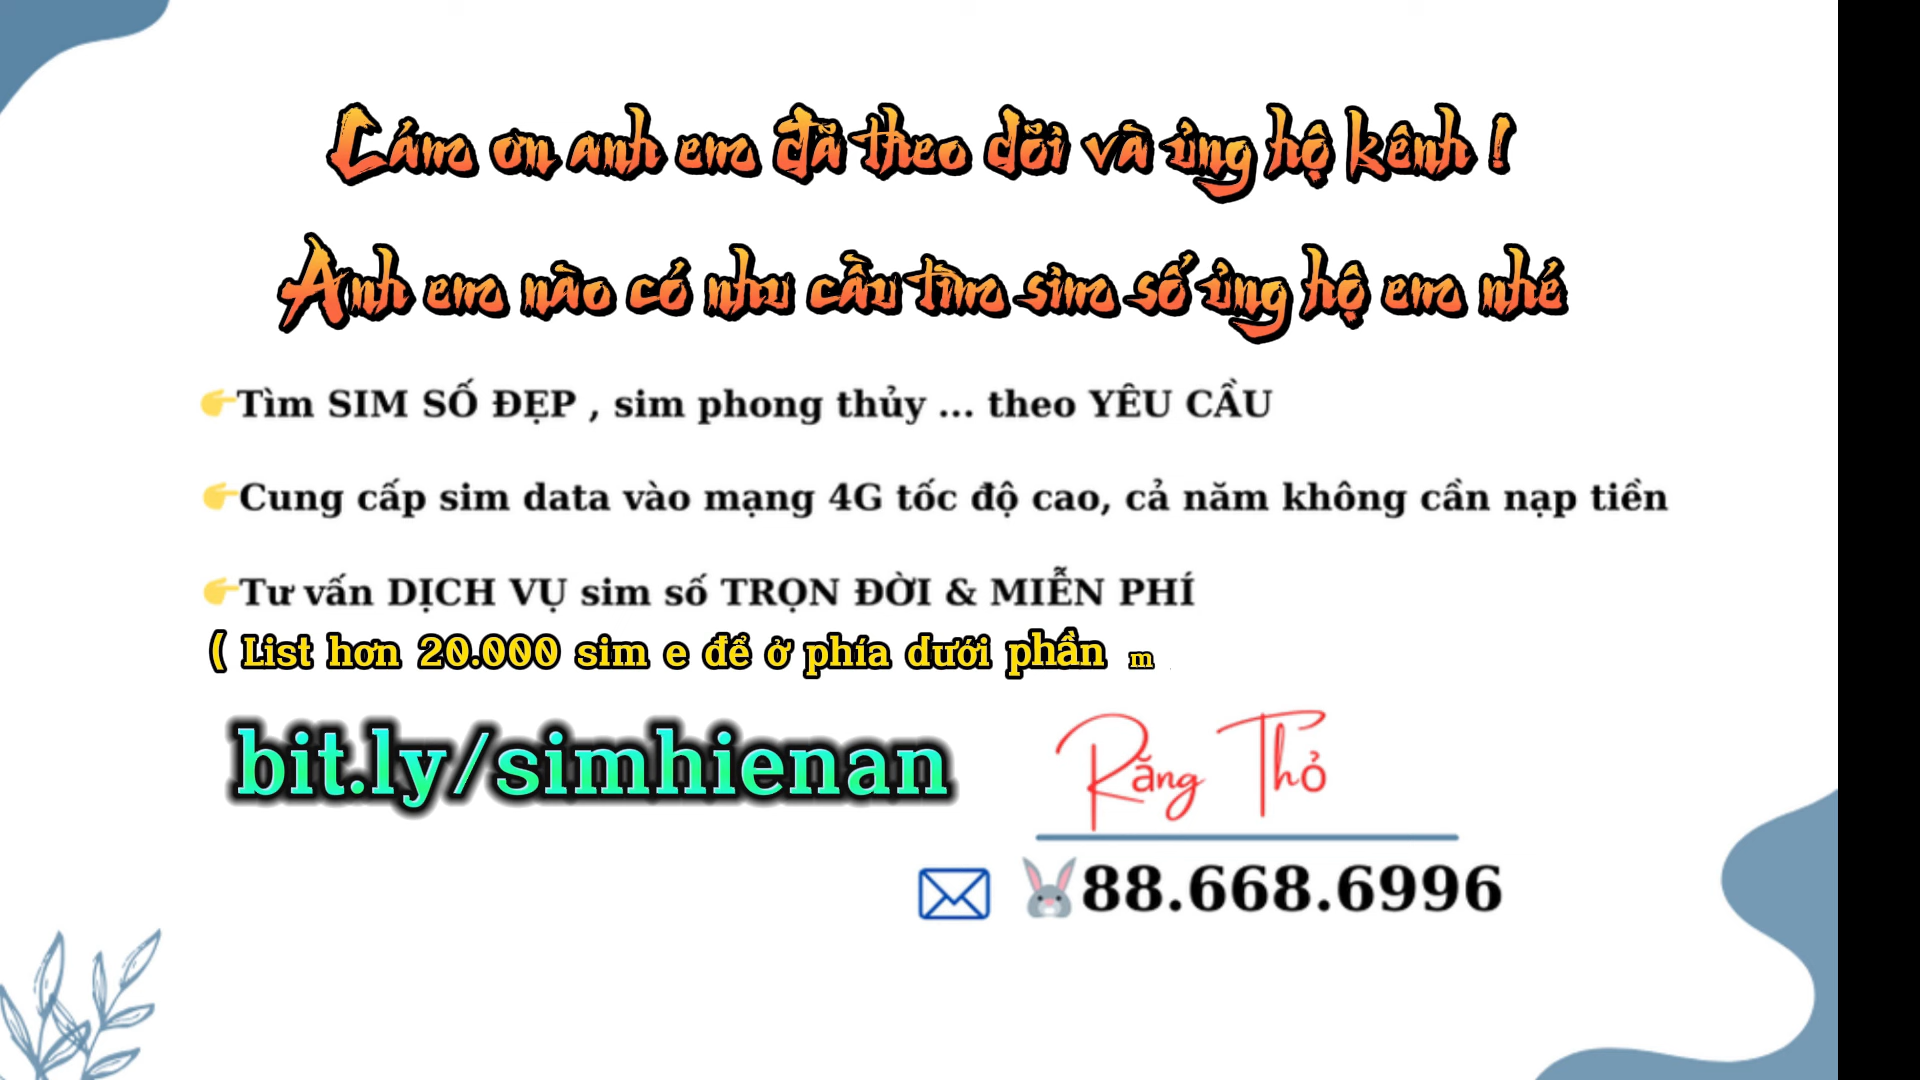 Cám ơn anh em đã theo dõi và ủng hộ kênh !
Anh em nào có nhu cầu tìm sim số ủng hộ em nhé
👉Tìm SIM SỐ ĐẸP , sim phong thủy ... theo YÊU CẦU
👉Cung cấp sim data vào mạng 4G tốc độ cao, cả năm không cần nạp tiền
👉Tư vấn DỊCH VỤ sim số TRỌN ĐỜI & MIỄN PHÍ
( List hơn 20.000 sim e để ở phía dưới phần m
bit.ly/simhienan
Răng Thỏ
88.668.6996